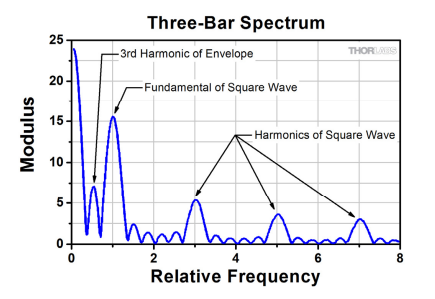 Three-Bar Spectrum
THORLABS
3rd Harmonic of Envelope
Fundamental of Square Wave
Harmonics of Square Wave
Modulus
25
20
15
10
5
0
0 2 4 6 8
Relative Frequency